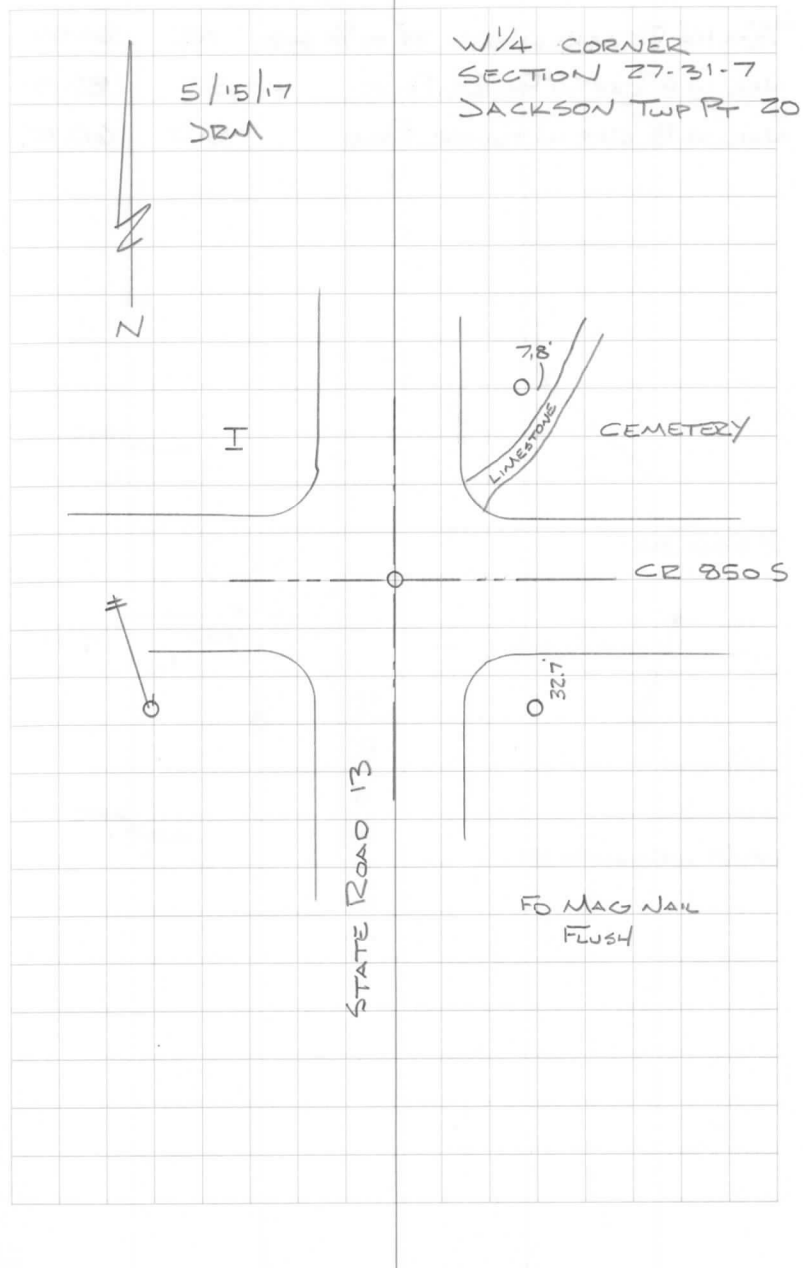 5/15/17
JRM
W 1/4 CORNER
SECTION 27-31-7
JACKSON TWP PT 20
N
7.8'
I
LIMESTONE
CEMETERY
CR 850 S
32.7'
STATE ROAD 13
FD MAG NAIL
FLUSH